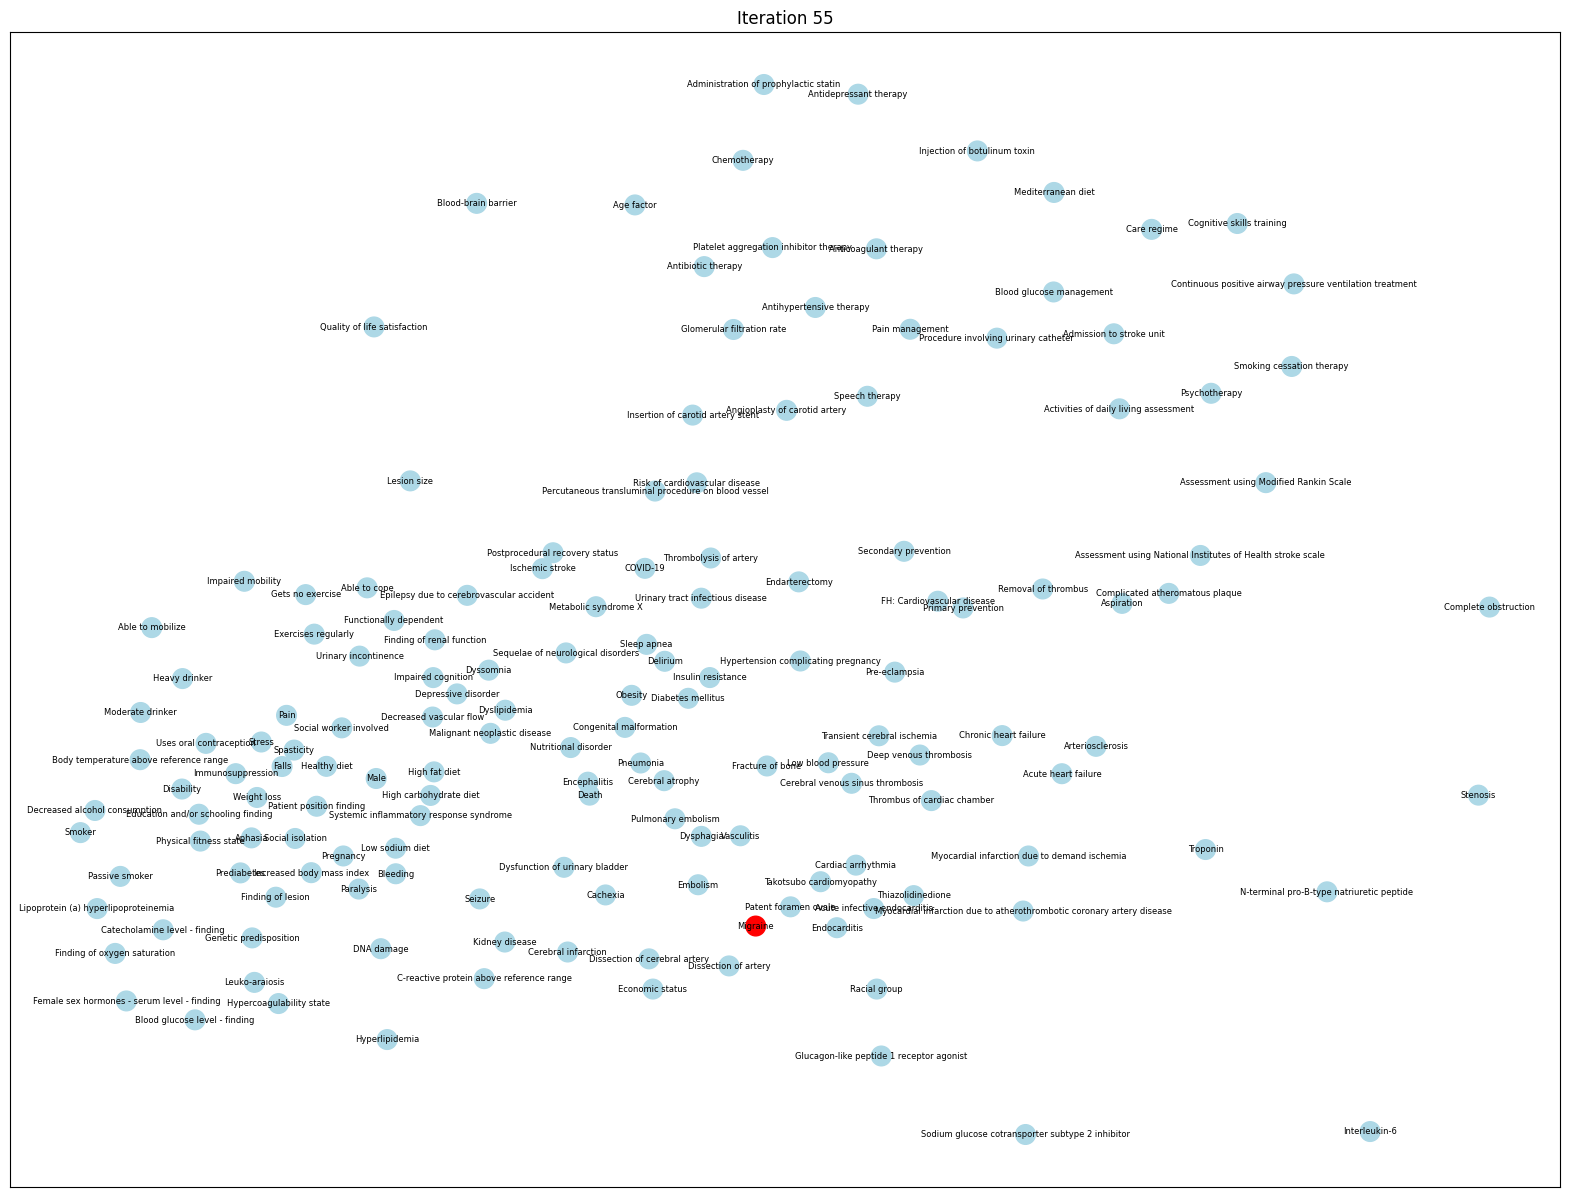 Iteration 55
Administration of prophylactic statin
Antidepressant therapy
Injection of botulinum toxin
Chemotherapy
Mediterranean diet
Blood-brain barrier
Age factor
Cognitive skills training
Care regime
Platelet aggregation inhibitor therapy
Anticoagulant therapy
Antibiotic therapy
Continuous positive airway pressure ventilation treatment
Blood glucose management
Antihypertensive therapy
Quality of life satisfaction
Glomerular filtration rate
Pain management
Procedure involving urinary catheter
Admission to stroke unit
Smoking cessation therapy
Psychotherapy
Speech therapy
Activities of daily living assessment
Angioplasty of carotid artery
Insertion of carotid artery stent
Lesion size
Risk of cardiovascular disease
Assessment using Modified Rankin Scale
Percutaneous transluminal procedure on blood vessel
Postprocedural recovery status
Secondary prevention
Assessment using National Institutes of Health stroke scale
Thrombolysis of artery
Ischemic stroke
COVID-19
Impaired mobility
Endarterectomy
Able to cope
Removal of thrombus
Gets no exercise
Epilepsy due to cerebrovascular accident
Complicated atheromatous plaque
Urinary tract infectious disease
FH: Cardiovascular disease
Aspiration
Metabolic syndrome X
Primary prevention
Complete obstruction
Functionally dependent
Able to mobilize
Exercises regularly
Finding of renal function
Sleep apnea
Sequelae of neurological disorders
Urinary incontinence
Delirium
Hypertension complicating pregnancy
Dyssomnia
Pre-eclampsia
Impaired cognition
Insulin resistance
Heavy drinker
Depressive disorder
Obesity
Diabetes mellitus
Dyslipidemia
Moderate drinker
Pain
Decreased vascular flow
Social worker involved
Congenital malformation
Malignant neoplastic disease
Transient cerebral ischemia
Chronic heart failure
Uses oral contraception
Stress
Arteriosclerosis
Nutritional disorder
Spasticity
Deep venous thrombosis
Body temperature above reference range
Pneumonia
Low blood pressure
Fracture of bone
Falls
Healthy diet
Immunosuppression
High fat diet
Acute heart failure
Male
Cerebral atrophy
Encephalitis
Cerebral venous sinus thrombosis
Disability
Death
High carbohydrate diet
Stenosis
Weight loss
Thrombus of cardiac chamber
Patient position finding
Decreased alcohol consumption
Education and/or schooling finding
Systemic inflammatory response syndrome
Pulmonary embolism
Smoker
Dysphagia
Vasculitis
Aphasia
Social isolation
Physical fitness state
Low sodium diet
Troponin
Pregnancy
Myocardial infarction due to demand ischemia
Cardiac arrhythmia
Dysfunction of urinary bladder
Prediabetes
Increased body mass index
Bleeding
Passive smoker
Takotsubo cardiomyopathy
Embolism
Paralysis
N-terminal pro-B-type natriuretic peptide
Cachexia
Thiazolidinedione
Finding of lesion
Seizure
Patent foramen ovale
Acute infective endocarditis
Lipoprotein (a) hyperlipoproteinemia
Myocardial infarction due to atherothrombotic coronary artery disease
Migraine
Endocarditis
Catecholamine level - finding
Genetic predisposition
Kidney disease
DNA damage
Cerebral infarction
Finding of oxygen saturation
Dissection of cerebral artery
Dissection of artery
C-reactive protein above reference range
Leuko-araiosis
Economic status
Racial group
Female sex hormones - serum level - finding
Hypercoagulability state
Blood glucose level - finding
Hyperlipidemia
Glucagon-like peptide 1 receptor agonist
Interleukin-6
Sodium glucose cotransporter subtype 2 inhibitor